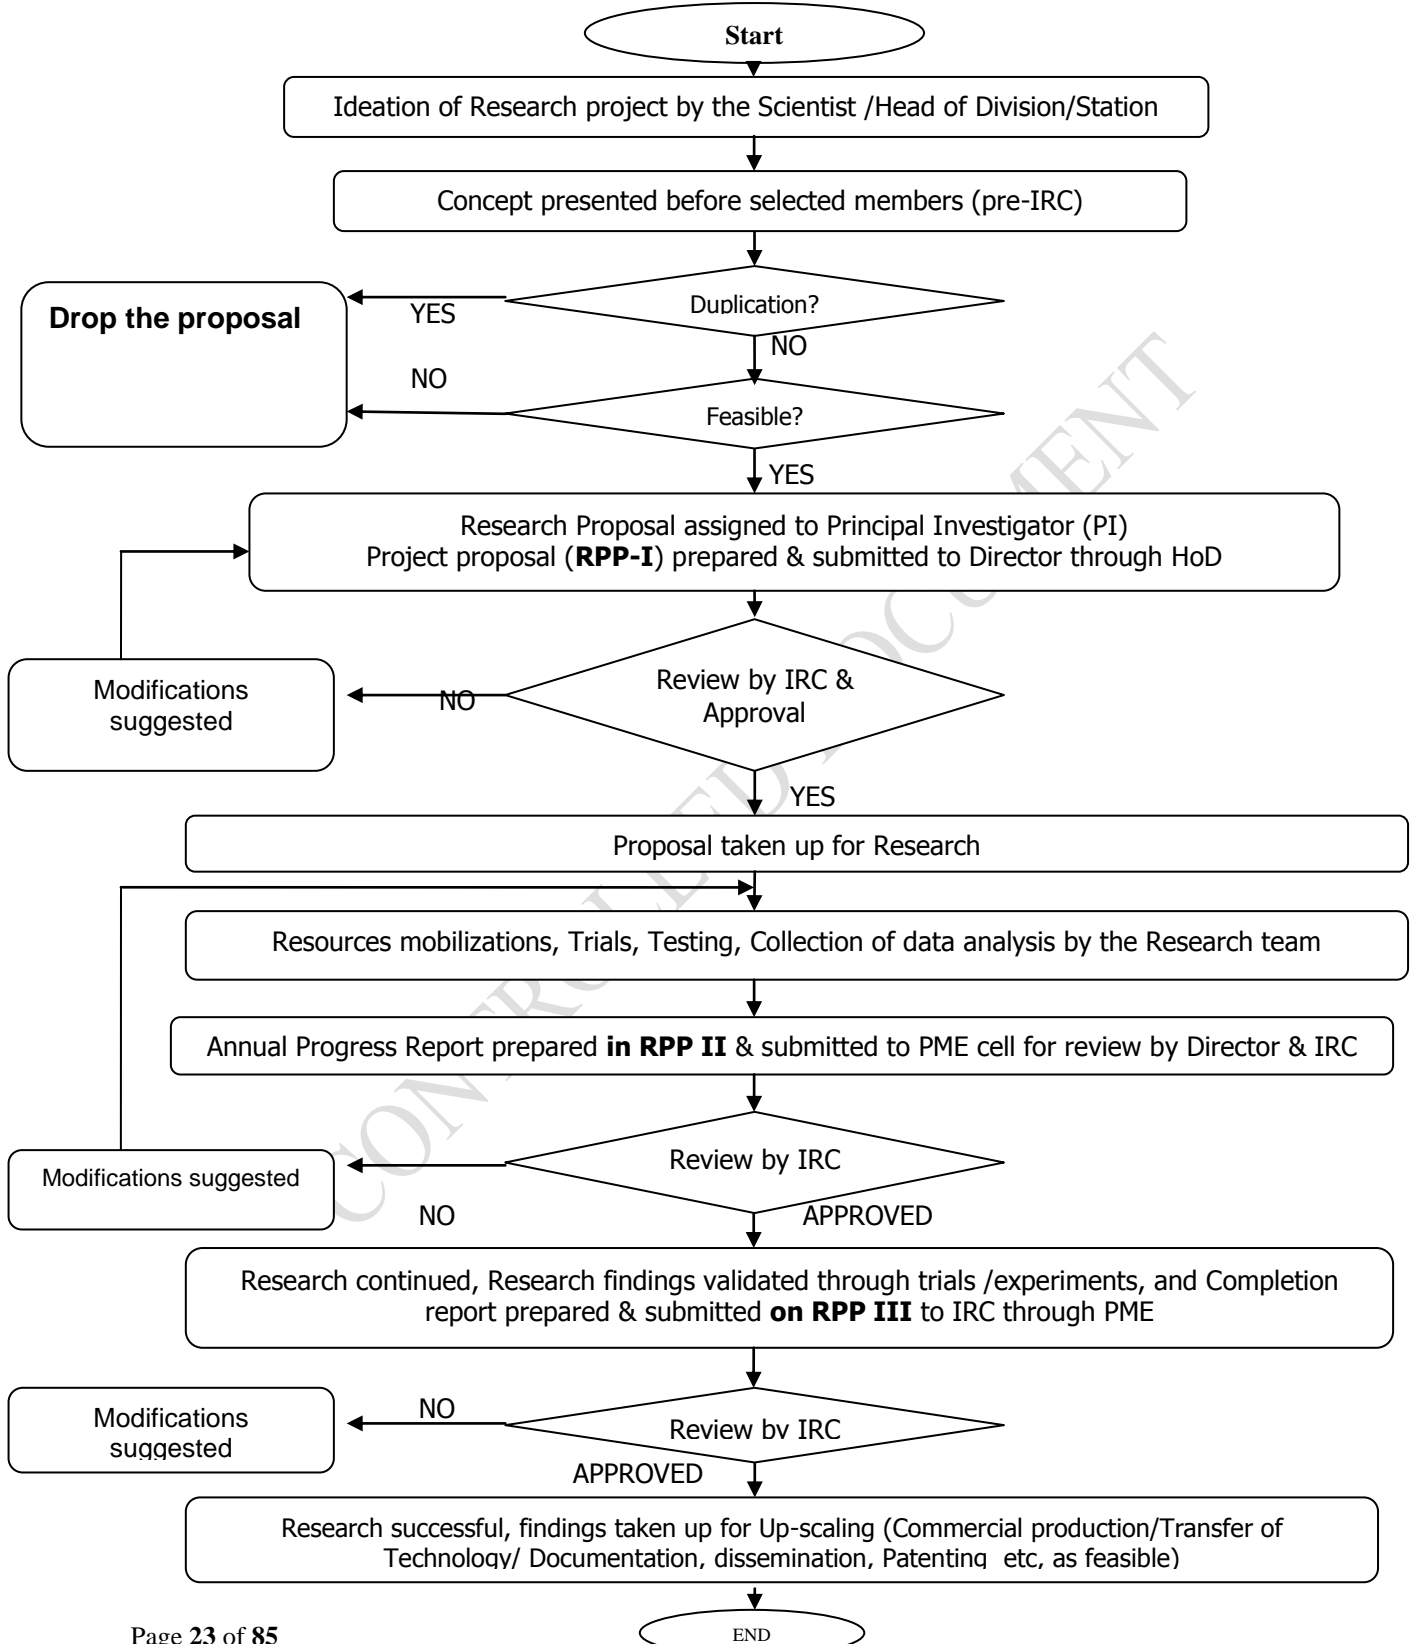 Start
Ideation of Research project by the Scientist /Head of Division/Station
Concept presented before selected members (pre-IRC)
Duplication?
Drop the proposal
YES
NO
NO
Feasible?
YES
Research Proposal assigned to Principal Investigator (PI)
Project proposal (RPP-I) prepared & submitted to Director through HoD
Review by IRC &
Approval
Modifications
suggested
NO
YES
Proposal taken up for Research
Resources mobilizations, Trials, Testing, Collection of data analysis by the Research team
Annual Progress Report prepared in RPP II & submitted to PME cell for review by Director & IRC
Review by IRC
Modifications suggested
NO
APPROVED
Research continued, Research findings validated through trials /experiments, and Completion
report prepared & submitted on RPP III to IRC through PME
NO
Modifications
suggested
Review by IRC
APPROVED
Research successful, findings taken up for Up-scaling (Commercial production/Transfer of
Technology/ Documentation, dissemination, Patenting etc, as feasible)
END
Page 23 of 85
CONTROLLED DOCUMENT